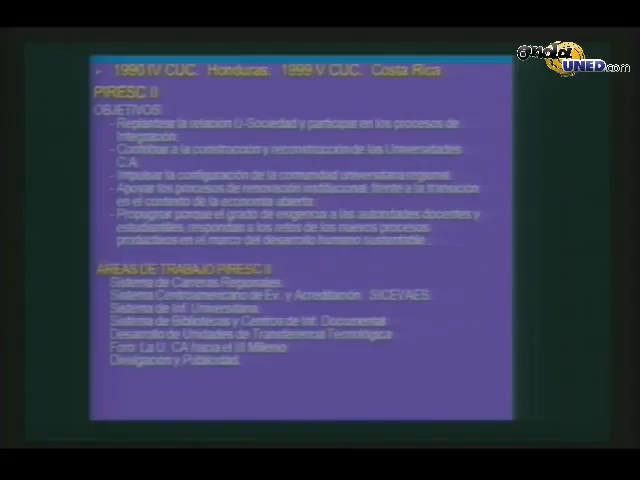 onda
UNED.com
1990 IV CUC. Honduras. 1999 V CUC. Costa Rica
PIRESC II
OBJETIVOS:
- Replantear la relación U-Sociedad y participar en los procesos de
Integración.
- Contribuir a la construcción y reconstrucción de las Universidades
C.A.
- Impulsar la configuración de la comunidad universitaria regional.
- Apoyar los procesos de renovación institucional, frente a la transición
en el contexto de la economía abierta.
- Propugnar porque el grado de exigencia a las autoridades docentes y
estudiantiles, respondan a los retos de los nuevos procesos
productivos en el marco del desarrollo humano sustentable.
AREAS DE TRABAJO PIRESC II
Sistema de Carreras Regionales.
Sistema Centroamericano de Ev. y Acreditación. SICEVAES
Sistema de Inf. Universitaria.
Sistema de Bibliotecas y Centros de Inf. Documental
Desarrollo de Unidades de Transferencia Tecnológica
Foro: La U. CA hacia el III Milenio
Divulgación y Publicidad.